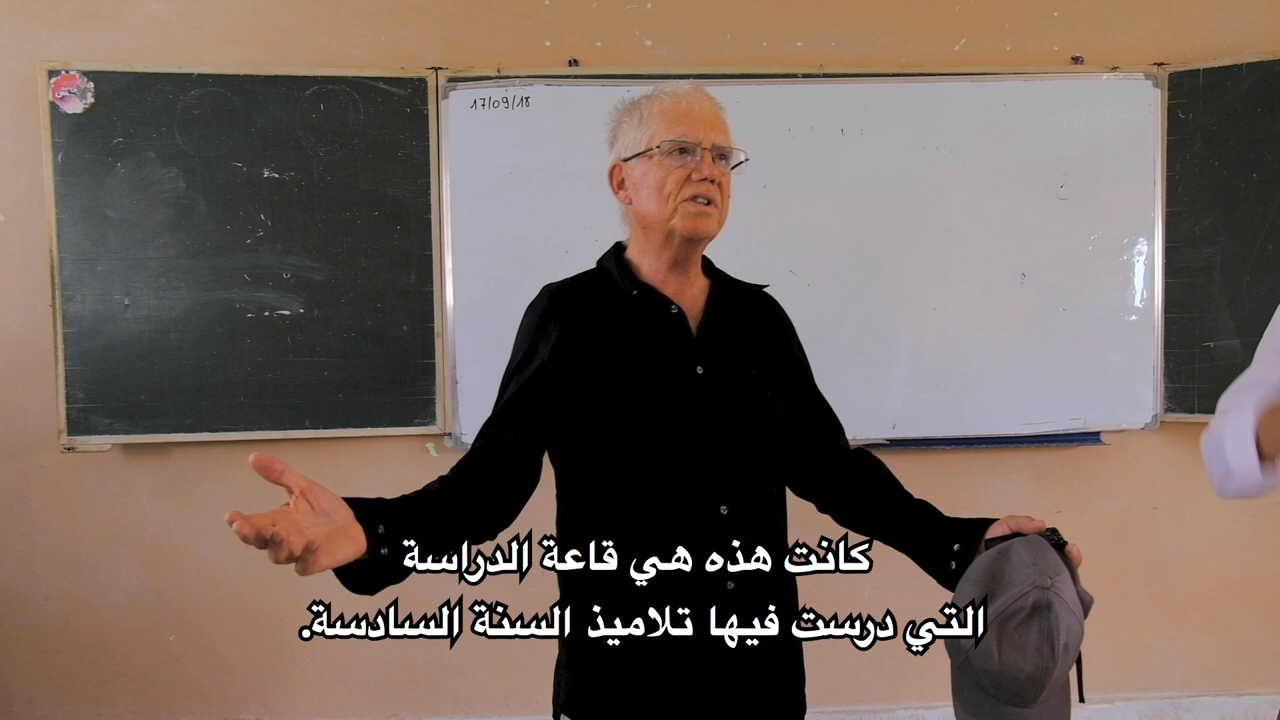 17/09/18
كانت هذه هي قاعة الدراسة
التي درست فيها تلاميذ السنة السادسة.